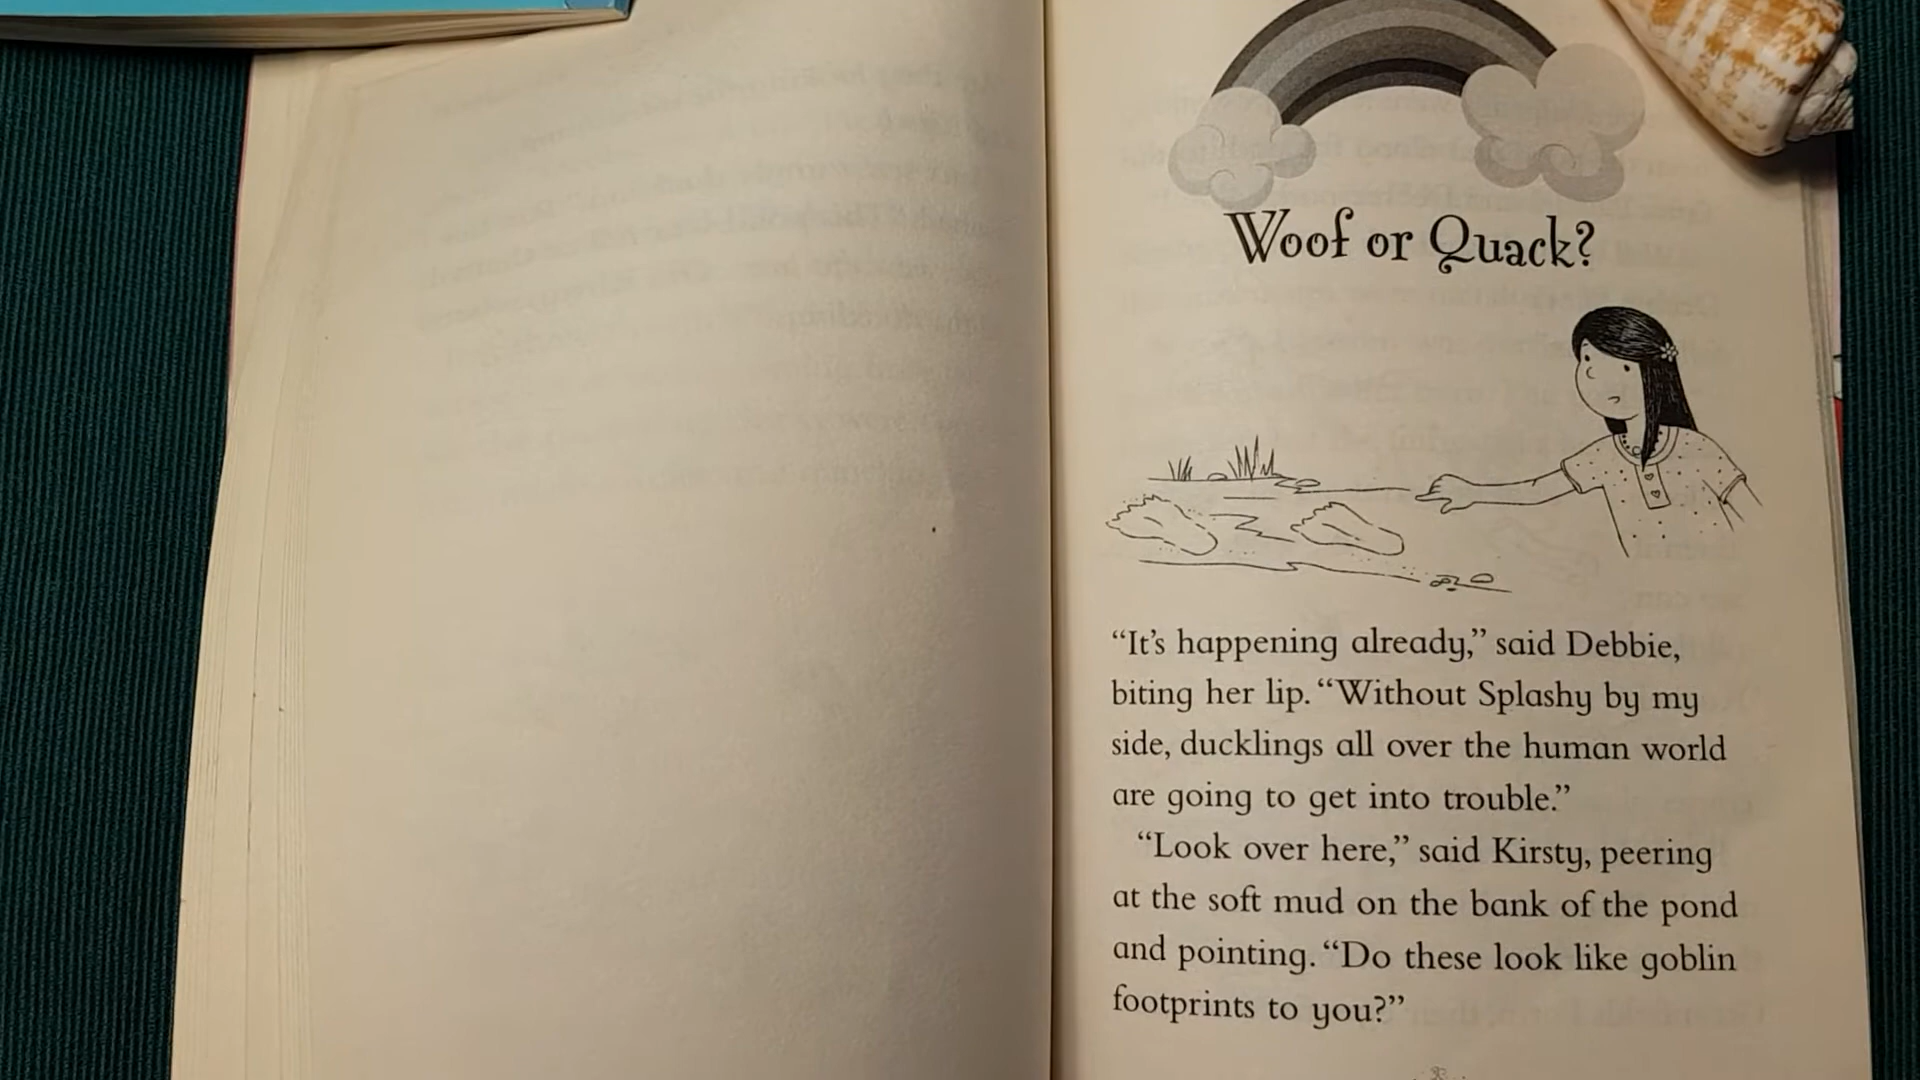 Woof or Quack?
“It’s happening already,” said Debbie,
biting her lip. “Without Splashy by my
side, ducklings all over the human world
are going to get into trouble.”
“Look over here,” said Kirsty, peering
at the soft mud on the bank of the pond
and pointing. “Do these look like goblin
footprints to you?”